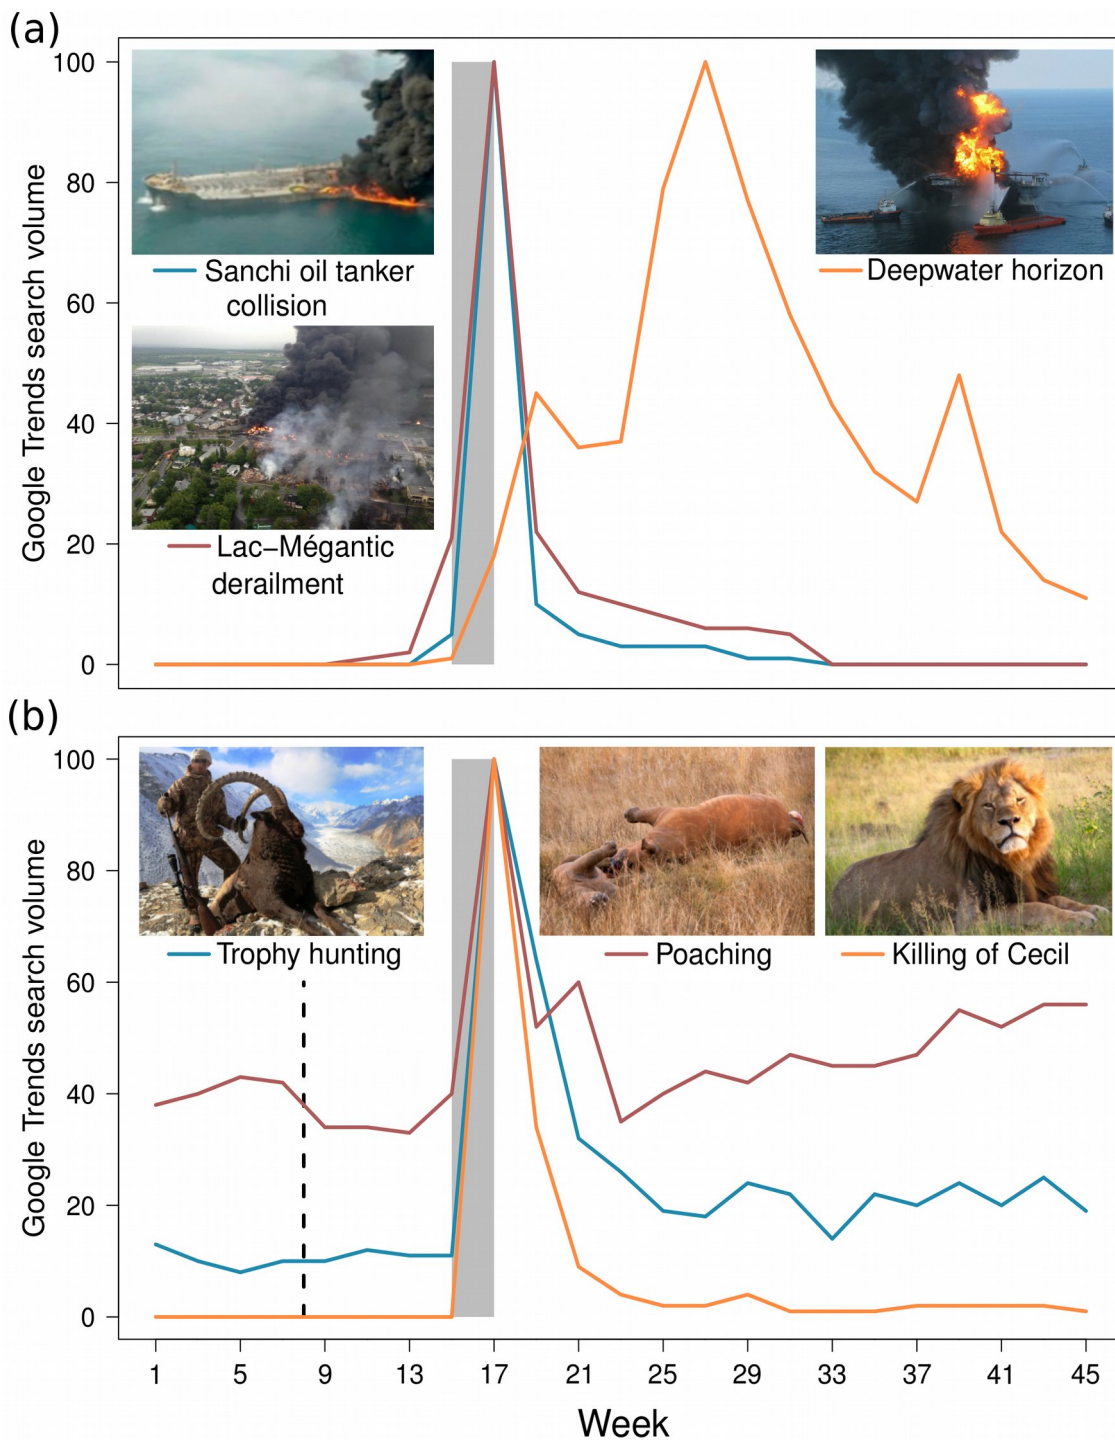 (a)
100
80
60
40
20
0
Google Trends search volume
Sanchi oil tanker
collision
Lac−Mégantic
derailment
Deepwater horizon
(b)
100
80
60
40
20
0
Google Trends search volume
Trophy hunting
Poaching
Killing of Cecil
1 5 9 13 17 21 25 29 33 37 41 45
Week